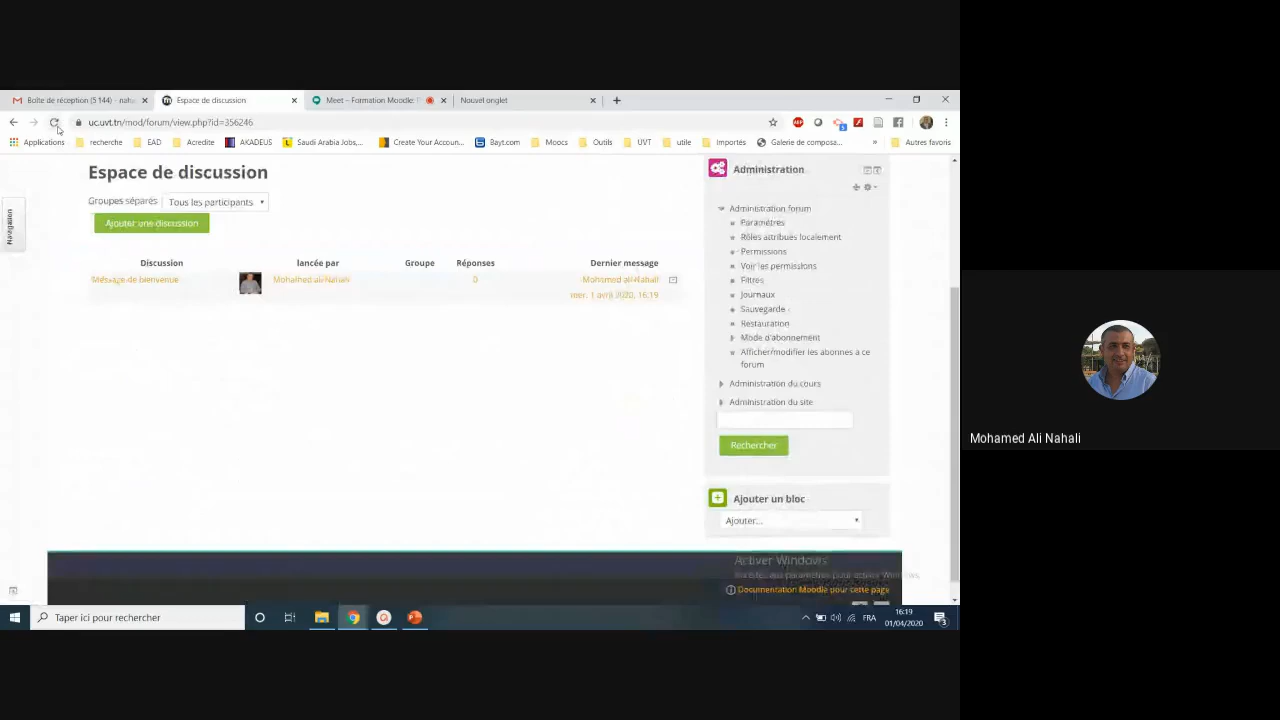 Boîte de réception (5 144) - naha
Espace de discussion
Meet – Formation Moodle:
Nouvel onglet
uc.uvt.tn/mod/forum/view.php?id=356246
Applications
recherche
EAD
Acredite
AKADEUS
Saudi Arabia Jobs,...
Create Your Accoun...
Bayt.com
Moocs
Outils
UVT
utile
Importés
Galerie de composa...
»
Autres favoris
Navigation
Espace de discussion
Groupes séparés
Tous les participants
Ajouter une discussion
Discussion
lancée par
Groupe
Réponses
Dernier message
Message de bienvenue
Mohamed ali Nahali
0
Mohamed ali Nahali
mer. 1 avril 2020, 16:19
Administration
Administration forum
Paramètres
Rôles attribués localement
Permissions
Voir les permissions
Filtres
Journaux
Sauvegarde
Restauration
Mode d'abonnement
Afficher/modifier les abonnés à ce
forum
Administration du cours
Administration du site
Rechercher
Ajouter un bloc
Ajouter...
Activer Windows
Documentation Moodle pour cette page
Taper ici pour rechercher
FRA
16:19
01/04/2020
Mohamed Ali Nahali